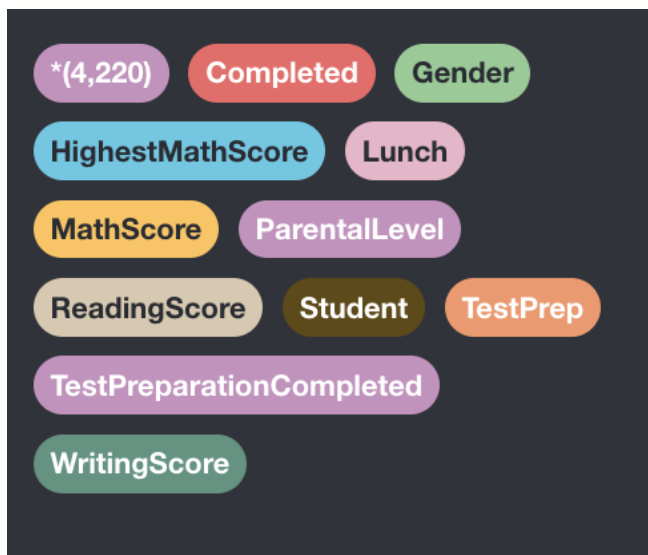 *(4,220) Completed Gender
HighestMathScore Lunch
MathScore ParentalLevel
ReadingScore Student TestPrep
TestPreparationCompleted
WritingScore